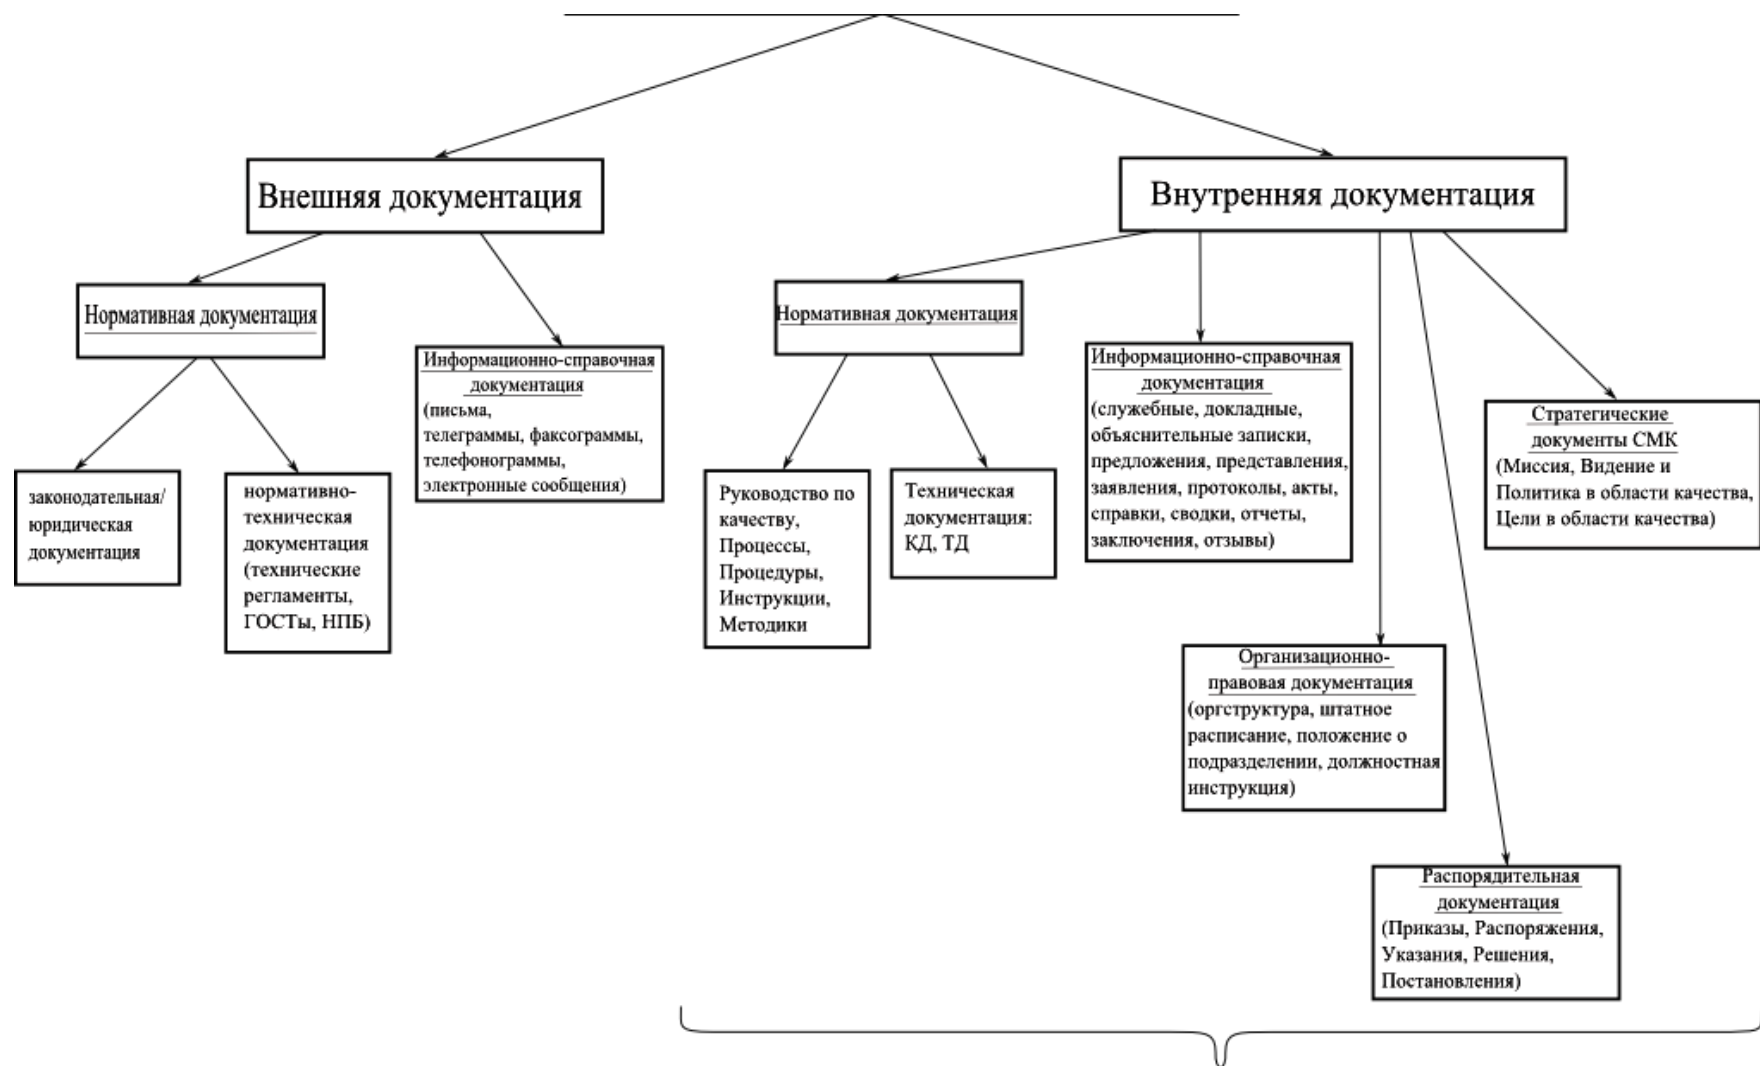 Внешняя документация
Внутренняя документация
Нормативная документация
Информационно-справочная
документация
(письма,
телеграммы, факсограммы,
телефонограммы,
электронные сообщения)
законодательная/
юридическая
документация
нормативно-
техническая
документация
(технические
регламенты,
ГОСТы, НПБ)
Нормативная документация
Руководство по
качеству,
Процессы,
Процедуры,
Инструкции,
Методики
Техническая
документация:
КД, ТД
Информационно-справочная
документация
(служебные, докладные,
объяснительные записки,
предложения, представления,
заявления, протоколы, акты,
справки, сводки, отчеты,
заключения, отзывы)
Стратегические
документы СМК
(Миссия, Видение и
Политика в области качества,
Цели в области качества)
Организационно-
правовая документация
(оргструктура, штатное
расписание, положение о
подразделении, должностная
инструкция)
Распорядительная
документация
(Приказы, Распоряжения,
Указания, Решения,
Постановления)